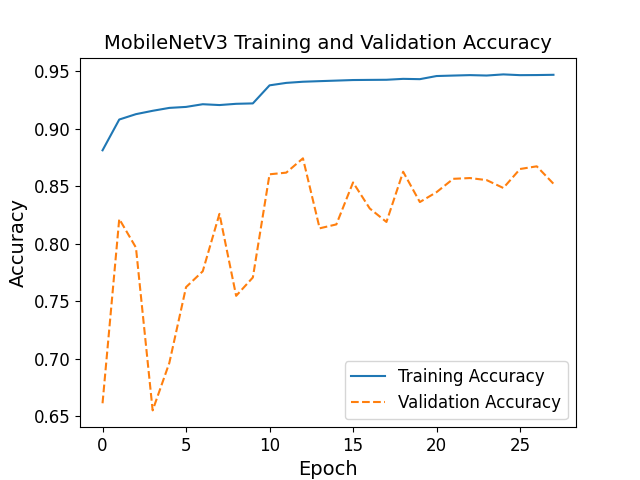 MobileNetV3 Training and Validation Accuracy
0.95
0.90
0.85
0.80
0.75
0.70
0.65
Accuracy
Training Accuracy
Validation Accuracy
0 5 10 15 20 25
Epoch